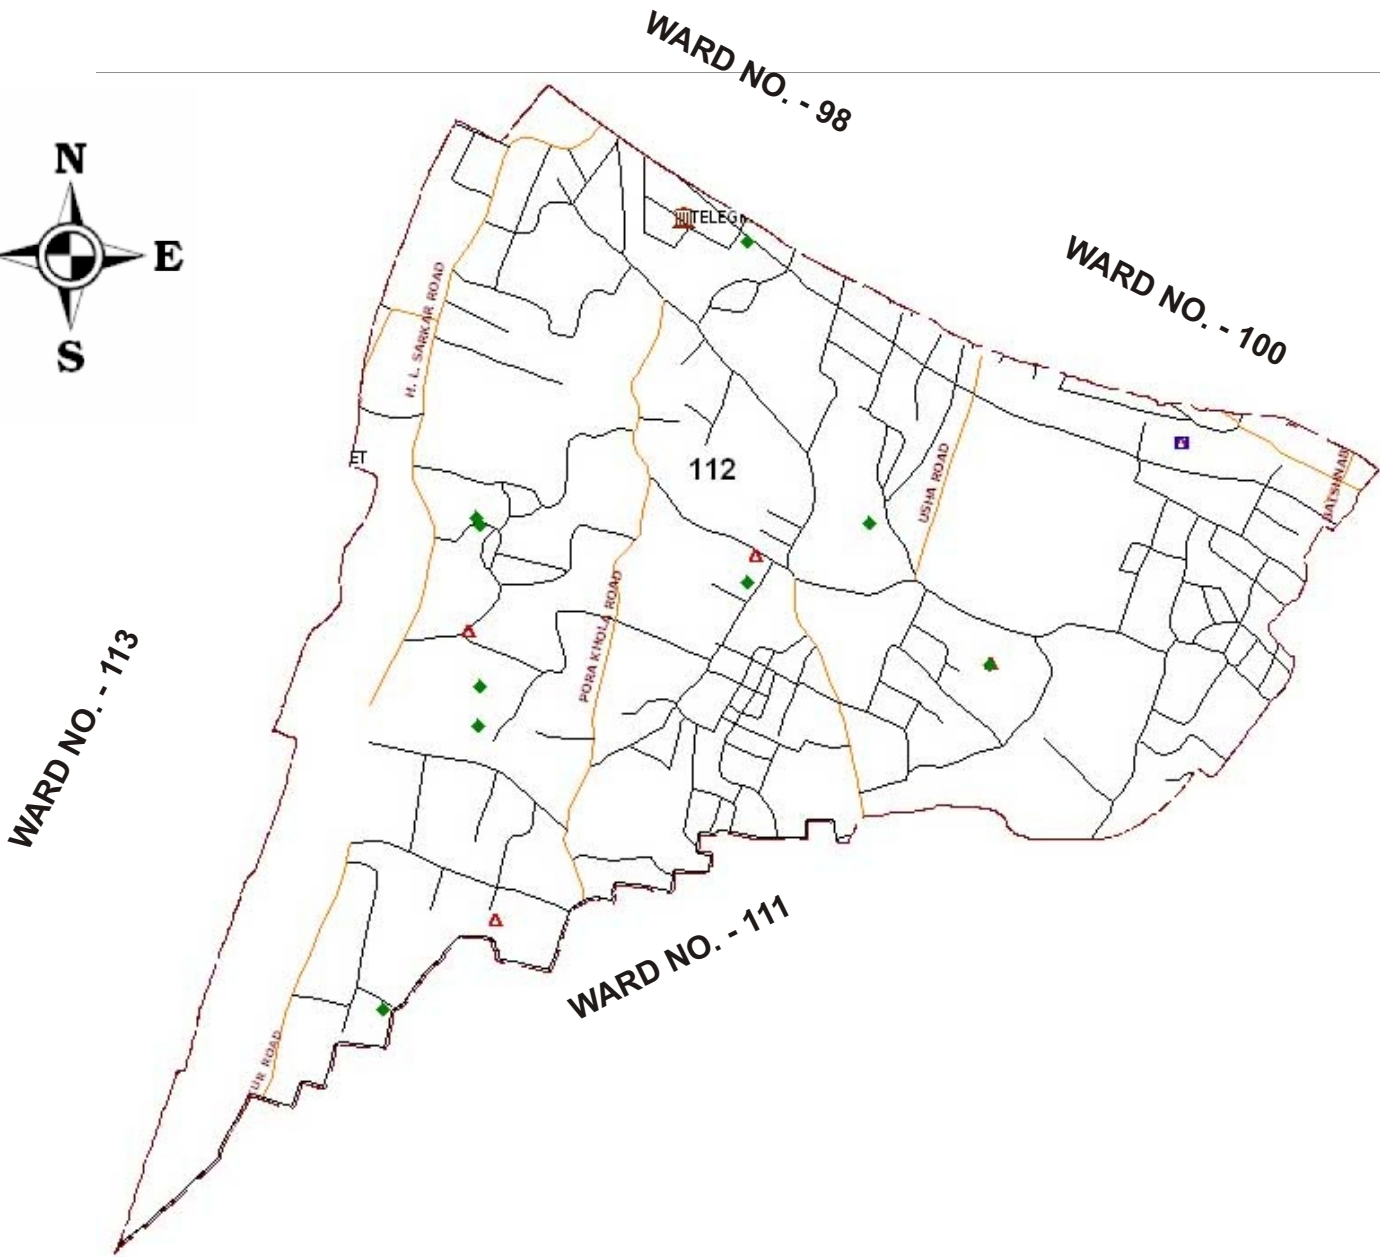 WARD NO. - 98
N
E
S
TELEG
WARD NO. - 100
H. L. SARKAR ROAD
ET
112
USHA ROAD
BAISHNAB
PORA KHOLA ROAD
WARD NO. - 113
WARD NO. - 111
UR ROAD